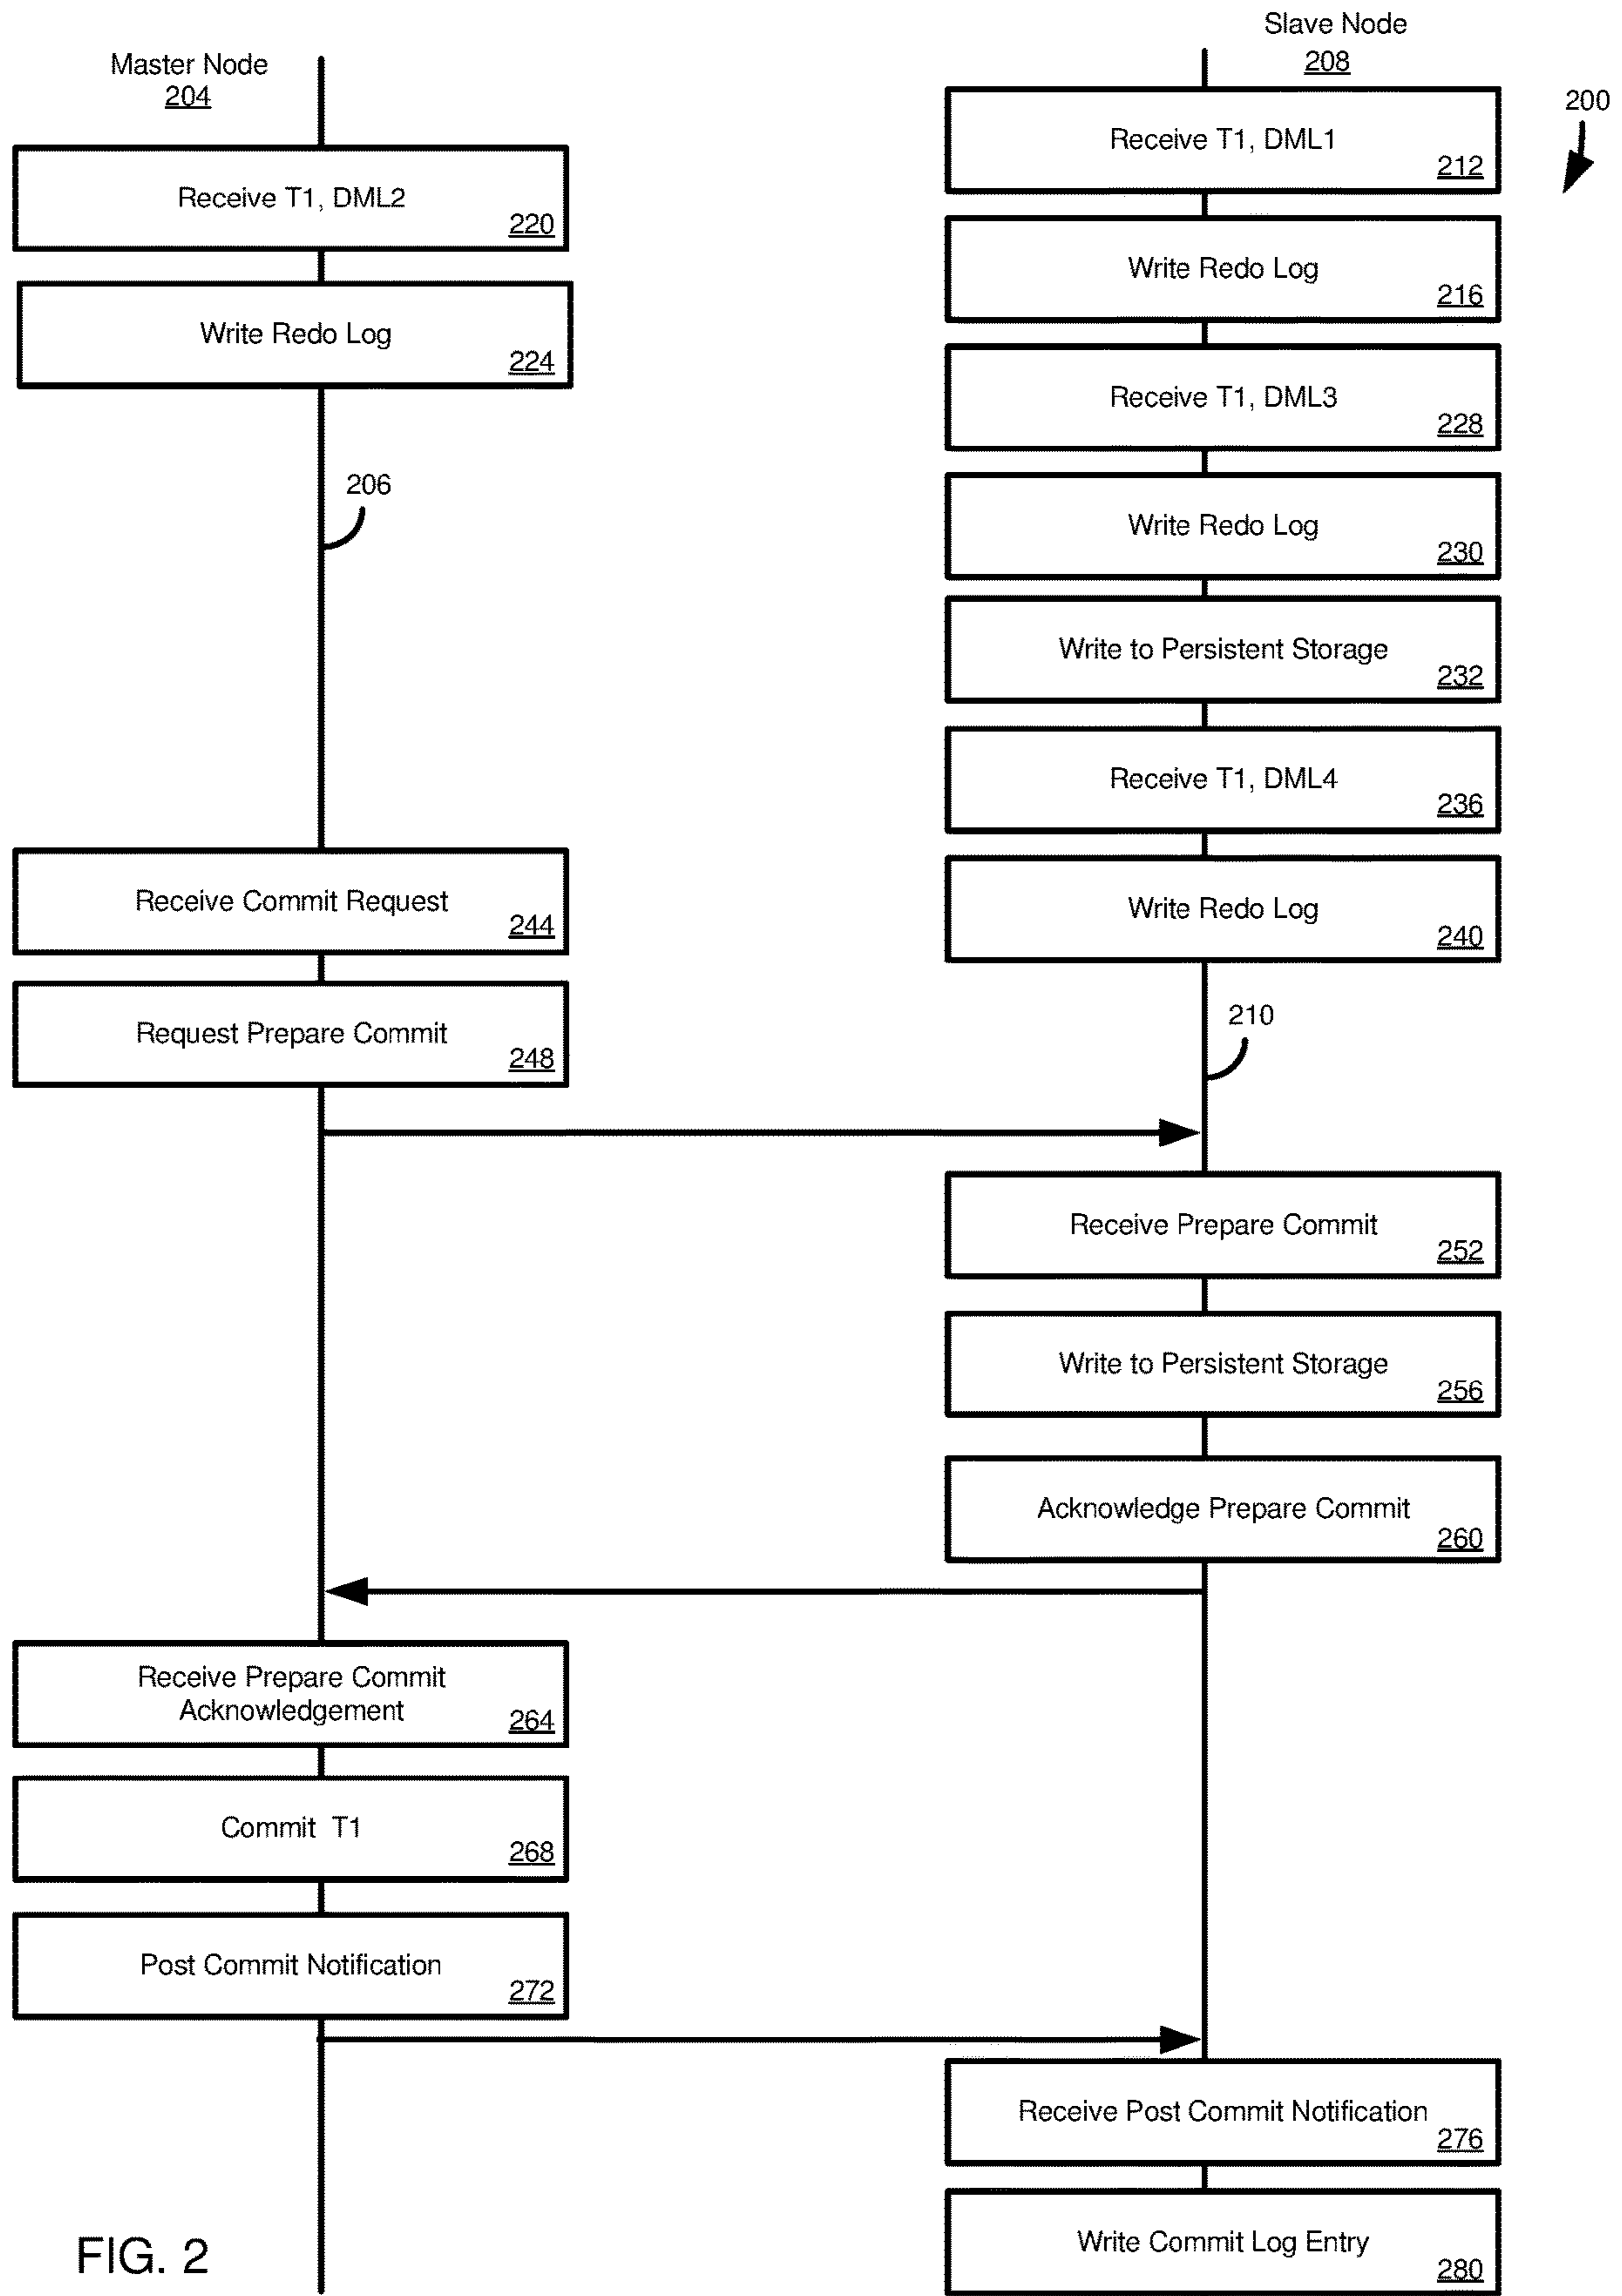 Slave Node
208
Master Node
204
200
Receive T1, DML1
212
Receive T1, DML2
220
Write Redo Log
216
Write Redo Log
224
Receive T1, DML3
228
206
Write Redo Log
230
Write to Persistent Storage
232
Receive T1, DML4
236
Receive Commit Request
244
Write Redo Log
240
Request Prepare Commit
248
210
Receive Prepare Commit
252
Write to Persistent Storage
256
Acknowledge Prepare Commit
260
Receive Prepare Commit
Acknowledgement
264
Commit T1
268
Post Commit Notification
272
Receive Post Commit Notification
276
Write Commit Log Entry
280
FIG. 2